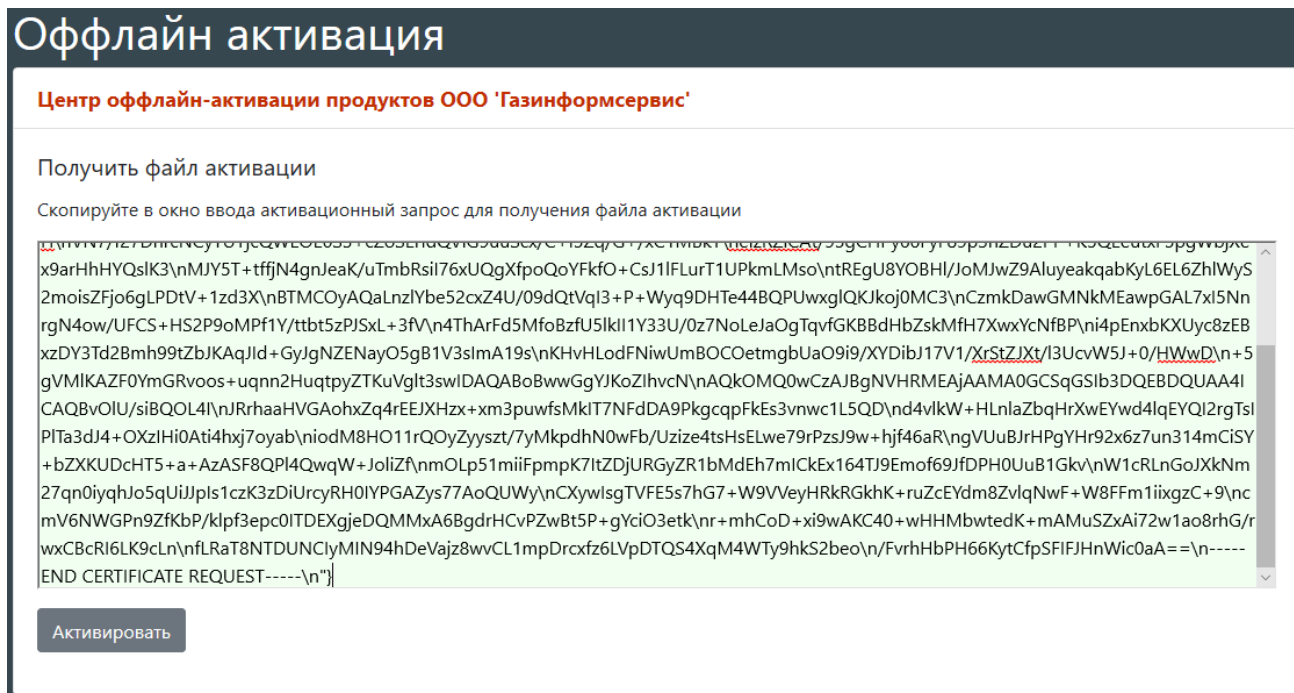 Оффлайн активация
Центр оффлайн-активации продуктов ООО 'Газинформсервис'
Получить файл активации
Скопируйте в окно ввода активационный запрос для получения файла активации
x9arHhHYQslK3\nMJY5T+tffjN4gnJeaK/uTmbRsiI76xUQgXfpoQoYFkfO+CsJ1lFLurT1UPkmLMso\ntREgU8YOBHl/JoMJwZ9AluyeakqabKyL6EL6ZhlWyS
2moisZFjo6gLPDtV+1zd3X\nBTMCOyAQaLnzlYbe52cxZ4U/09dQtVqI3+P+Wyq9DHTe44BQPUwxglQKJkoj0MC3\nCzmkDawGMNkMEawpGAL7xI5Nn
rgN4ow/UFCS+HS2P9oMPf1Y/ttbt5zPJSxL+3fV\n4ThArFd5MfoBzfU5lkII1Y33U/0z7NoLeJaOgTqvfGKBBdHbZskMfH7XwxYcNfBP\ni4pEnxbKXUyc8zEB
xzDY3Td2Bmh99tZbJKAqJId+GyJgNZENayO5gB1V3sImA19s\nKHvHLodFNiwUmBOCOetmgbUaO9i9/XYDibJ17V1/XrStZJXt/l3UcvW5J+0/HWwD\n+5
gVMlKAZF0YmGRvoos+uqnn2HuqtpyZTKuVglt3swIDAQABoBwwGgYJKoZIhvcN\nAQkOMQ0wCzAJBgNVHRMEAjAAMA0GCSqGSIb3DQEBDQUAA4I
CAQBvOlU/siBQOL4I\nJRrhaaHVGAohxZq4rEEJXHzx+xm3puwfsMkIT7NFdDA9PkgcqpFkEs3vnwc1L5QD\nd4vlkW+HLnlaZbqHrXwEYwd4lqEYQI2rgTsI
PlTa3dJ4+OXzIHi0Ati4hxj7oyab\niodM8HO11rQOyZyyszt/7yMkpdhN0wFb/Uzize4tsHsELwe79rPzsJ9w+hjf46aR\ngVUuBJrHPgYHr92x6z7un314mCiSY
+bZXKUDcHT5+a+AzASF8QPl4QwqW+JoliZf\nmOLp51miiFpmpK7ItZDjURGyZR1bMdEh7mICkEx164TJ9Emof69JfDPH0UuB1Gkv\nW1cRLnGoJXkNm
27qn0iyqhJo5qUiJJpIs1czK3zDiUrcyRH0IYPGAZys77AoQUWy\nCXywIsgTVFE5s7hG7+W9VVeyHRkRGkhK+ruZcEYdm8ZvlqNwF+W8FFm1iixgzC+9\nc
mV6NWGPn9ZfKbP/klpf3epc0ITDEXgjeDQMMxA6BgdrHCvPZwBt5P+gYciO3etk\nr+mhCoD+xi9wAKC40+wHHMbwtedK+mAMuSZxAi72w1ao8rhG/r
wxCBcRI6LK9cLn\nfLRaT8NTDUNCIyMIN94hDeVajz8wvCL1mpDrcxfz6LVpDTQS4XqM4WTy9hkS2beo\n/FvrhHbPH66KytCfpSFIFJHnWic0aA==\n-----
END CERTIFICATE REQUEST-----\n"}
Активировать